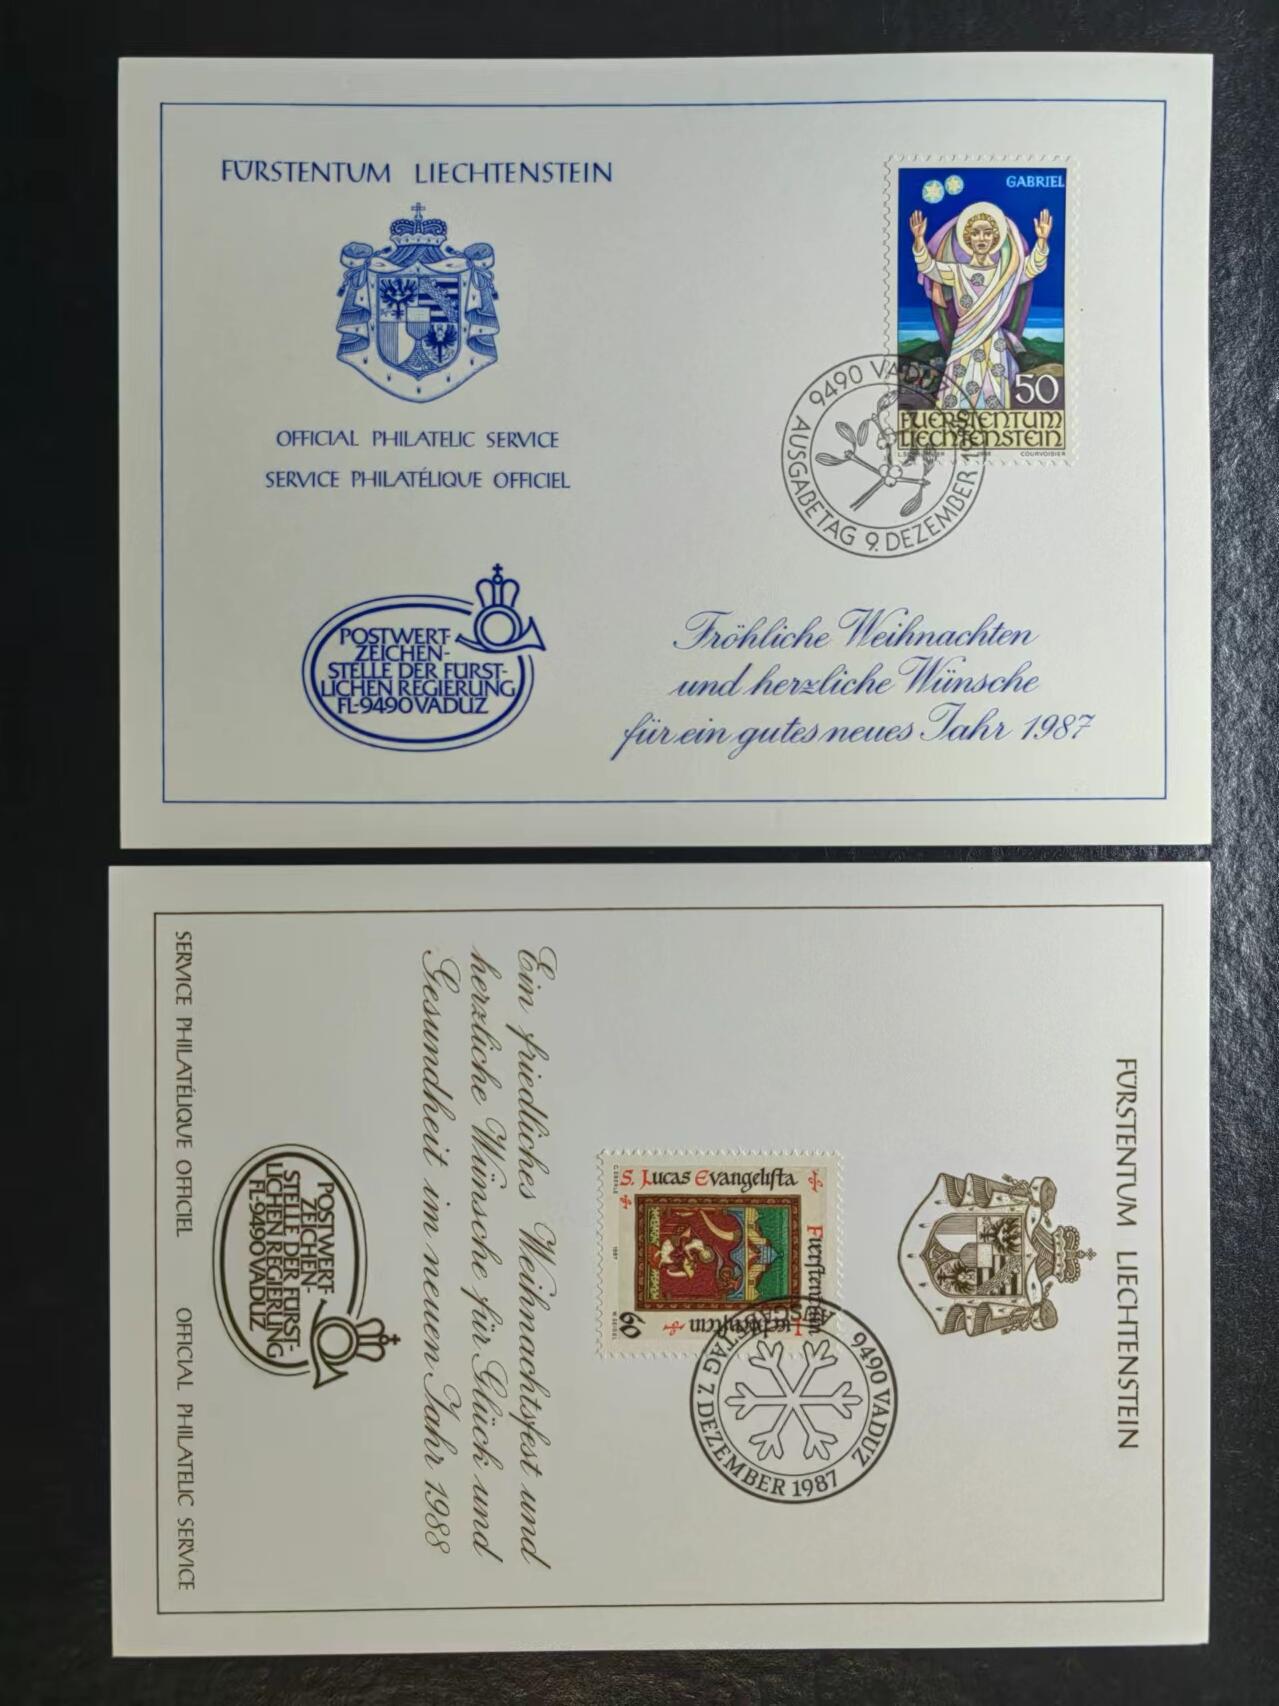 FÜRSTENTUM LIECHTENSTEIN
OFFICIAL PHILATELIC SERVICE
SERVICE PHILATÉLIQUE OFFICIEL
POSTWERT-
ZEICHEN-
STELLE DER FÜRST-
LICHEN REGIERUNG
FL-9490 VADUZ
GABRIEL
50
FUERSTENTUM
LIECHTENSTEIN
COURVOISIER
9490 VADUZ
AUSGABETAG 9. DEZEMBER
Fröhliche Weihnachten
und herzliche Wünsche
für ein gutes neues Jahr 1987
FÜRSTENTUM LIECHTENSTEIN
S. Lucas Evangelista
Fuerstentum
Liechtenstein
60
1987
9490 VADUZ
AUSGABETAG 7. DEZEMBER 1987
Ein friedliches Weihnachtsfest und
herzliche Wünsche für Glück und
Gesundheit im neuen Jahr 1988
POSTWERT-
ZEICHEN-
STELLE DER FÜRST-
LICHEN REGIERUNG
FL-9490 VADUZ
SERVICE PHILATÉLIQUE OFFICIEL OFFICIAL PHILATELIC SERVICE